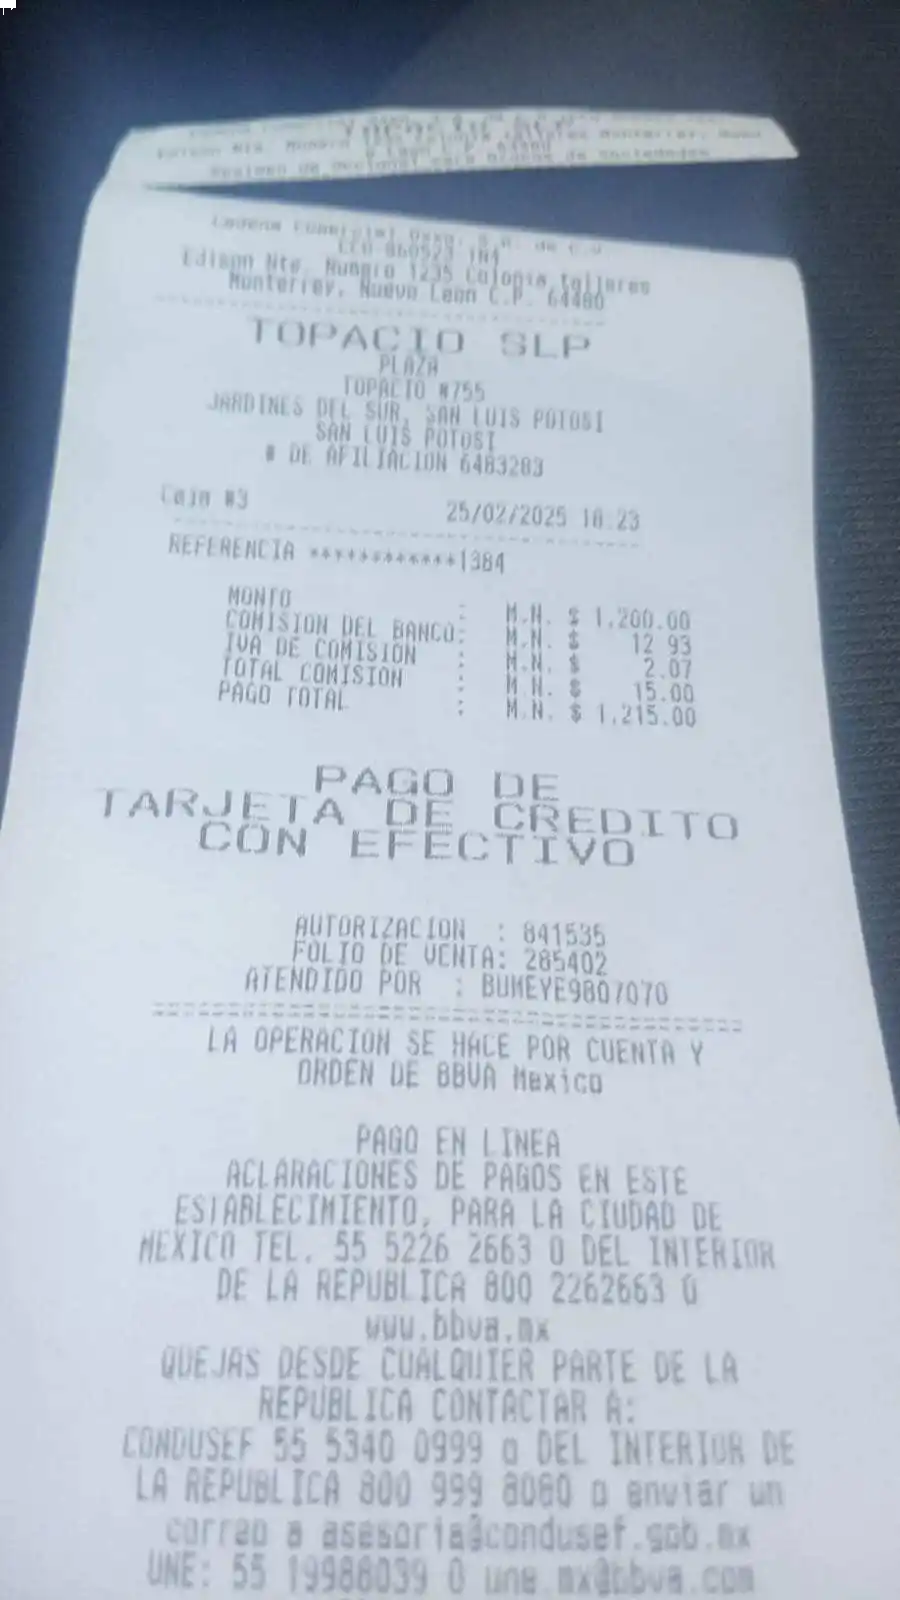 Cadena Comercial Oxxo, S.A. de C.V.
CCO 860523 1N4
Edison Nte. Numero 1235 Colonia Talleres
Monterrey, Nuevo Leon C.P. 64480
TOPACIO SLP
PLAZA
TOPACIO #755
JARDINES DEL SUR, SAN LUIS POTOSI
SAN LUIS POTOSI
# DE AFILIACION 6483283
Caja #3 25/02/2025 18:23
REFERENCIA ************1384
MONTO : M.N. $ 1,200.00
COMISION DEL BANCO: M.N. $ 12.93
IVA DE COMISION : M.N. $ 2.07
TOTAL COMISION : M.N. $ 15.00
PAGO TOTAL : M.N. $ 1,215.00
PAGO DE
TARJETA DE CREDITO
CON EFECTIVO
AUTORIZACION : 841535
FOLIO DE VENTA: 285402
ATENDIDO POR : BUMEYE9807070
LA OPERACION SE HACE POR CUENTA Y
ORDEN DE BBVA Mexico
PAGO EN LINEA
ACLARACIONES DE PAGOS EN ESTE
ESTABLECIMIENTO, PARA LA CIUDAD DE
MEXICO TEL. 55 5226 2663 O DEL INTERIOR
DE LA REPUBLICA 800 2262663 O
www.bbva.mx
QUEJAS DESDE CUALQUIER PARTE DE LA
REPUBLICA CONTACTAR A:
CONDUSEF 55 5340 0999 o DEL INTERIOR DE
LA REPUBLICA 800 999 8080 o enviar un
correo a asesoria@condusef.gob.mx
UNE: 55 19988039 O une.mx@bbva.com